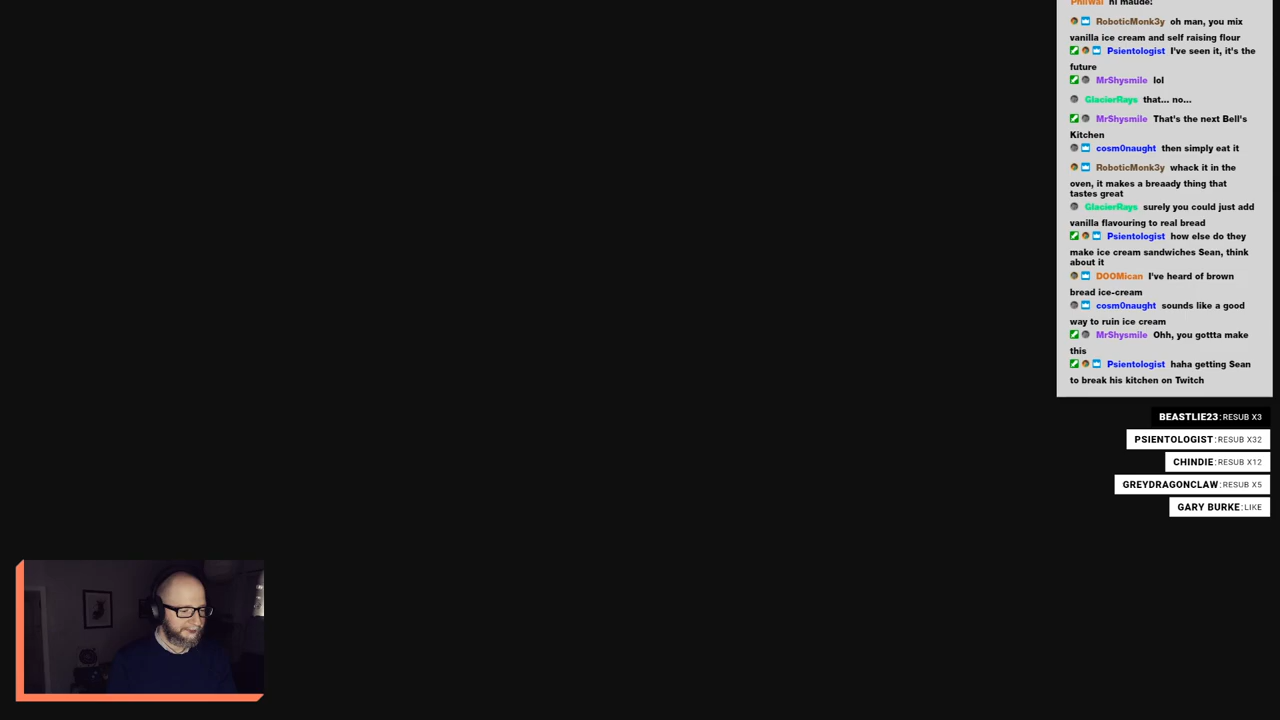 PhilWal hi maude:
RoboticMonk3y oh man, you mix
vanilla ice cream and self raising flour
Psientologist I've seen it, it's the
future
MrShysmile lol
GlacierRays that... no...
MrShysmile That's the next Bell's
Kitchen
cosm0naught then simply eat it
RoboticMonk3y whack it in the
oven, it makes a breaady thing that
tastes great
GlacierRays surely you could just add
vanilla flavouring to real bread
Psientologist how else do they
make ice cream sandwiches Sean, think
about it
DOOMican I've heard of brown
bread ice-cream
cosm0naught sounds like a good
way to ruin ice cream
MrShysmile Ohh, you gottta make
this
Psientologist haha getting Sean
to break his kitchen on Twitch
BEASTLIE23:RESUB X3
PSIENTOLOGIST:RESUB X32
CHINDIE:RESUB X12
GREYDRAGONCLAW:RESUB X5
GARY BURKE:LIKE